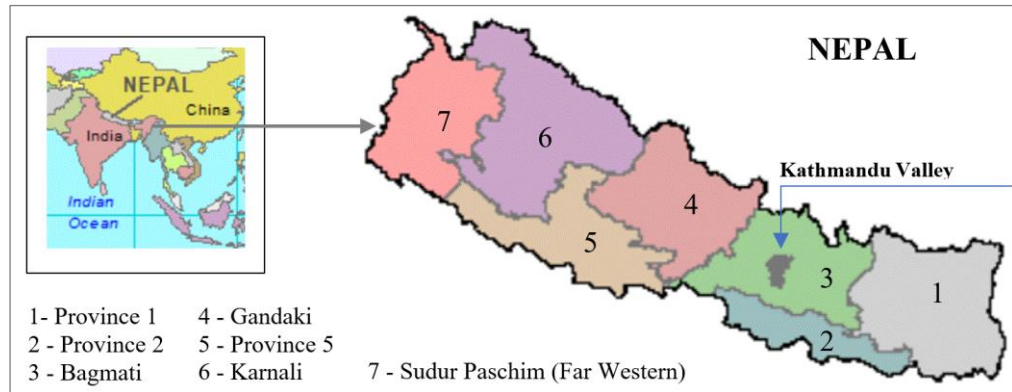 NEPAL
NEPAL
China
India
Indian
Ocean
7
6
Kathmandu Valley
4
5
3
1
2
1- Province 1
4 - Gandaki
2 - Province 2
5 - Province 5
3 - Bagmati
6 - Karnali
7 - Sudur Paschim (Far Western)